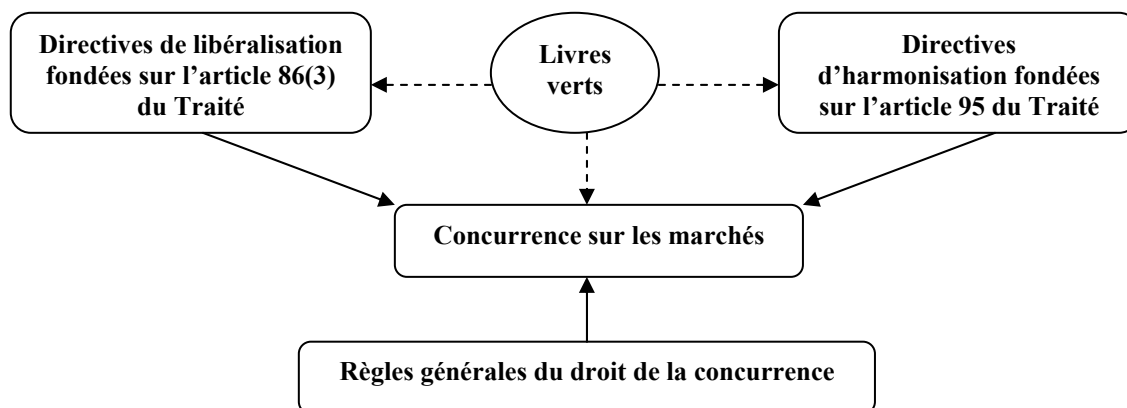 Directives de libéralisation
fondées sur l'article 86(3)
du Traité
Livres
verts
Directives
d'harmonisation fondées
sur l'article 95 du Traité
Concurrence sur les marchés
Règles générales du droit de la concurrence